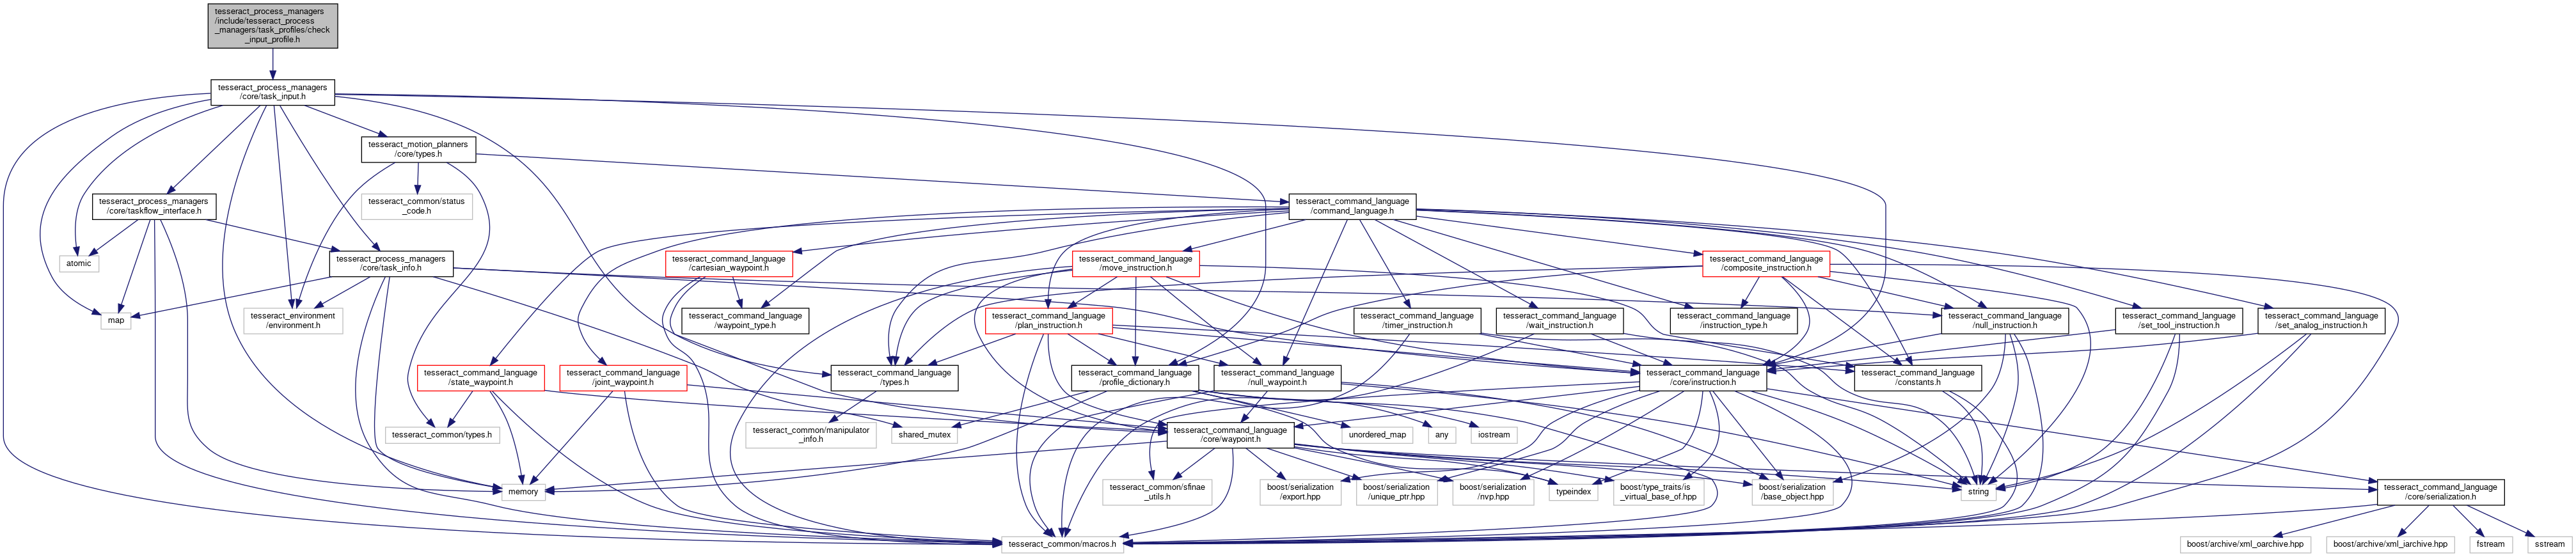 tesseract_process_managers
/include/tesseract_process
_managers/task_profiles/check
_input_profile.h
tesseract_process_managers
/core/task_input.h
tesseract_motion_planners
/core/types.h
tesseract_process_managers
/core/taskflow_interface.h
tesseract_common/status
_code.h
tesseract_command_language
/command_language.h
atomic
tesseract_process_managers
/core/task_info.h
tesseract_command_language
/cartesian_waypoint.h
tesseract_command_language
/move_instruction.h
tesseract_command_language
/composite_instruction.h
map
tesseract_environment
/environment.h
tesseract_command_language
/waypoint_type.h
tesseract_command_language
/plan_instruction.h
tesseract_command_language
/timer_instruction.h
tesseract_command_language
/wait_instruction.h
tesseract_command_language
/instruction_type.h
tesseract_command_language
/null_instruction.h
tesseract_command_language
/set_tool_instruction.h
tesseract_command_language
/set_analog_instruction.h
tesseract_command_language
/state_waypoint.h
tesseract_command_language
/joint_waypoint.h
tesseract_command_language
/types.h
tesseract_command_language
/profile_dictionary.h
tesseract_command_language
/null_waypoint.h
tesseract_command_language
/core/instruction.h
tesseract_command_language
/constants.h
tesseract_common/types.h
tesseract_common/manipulator
_info.h
shared_mutex
tesseract_command_language
/core/waypoint.h
unordered_map
any
iostream
memory
tesseract_common/sfinae
_utils.h
boost/serialization
/export.hpp
boost/serialization
/unique_ptr.hpp
boost/serialization
/nvp.hpp
typeindex
boost/type_traits/is
_virtual_base_of.hpp
boost/serialization
/base_object.hpp
string
tesseract_command_language
/core/serialization.h
tesseract_common/macros.h
boost/archive/xml_oarchive.hpp
boost/archive/xml_iarchive.hpp
fstream
sstream